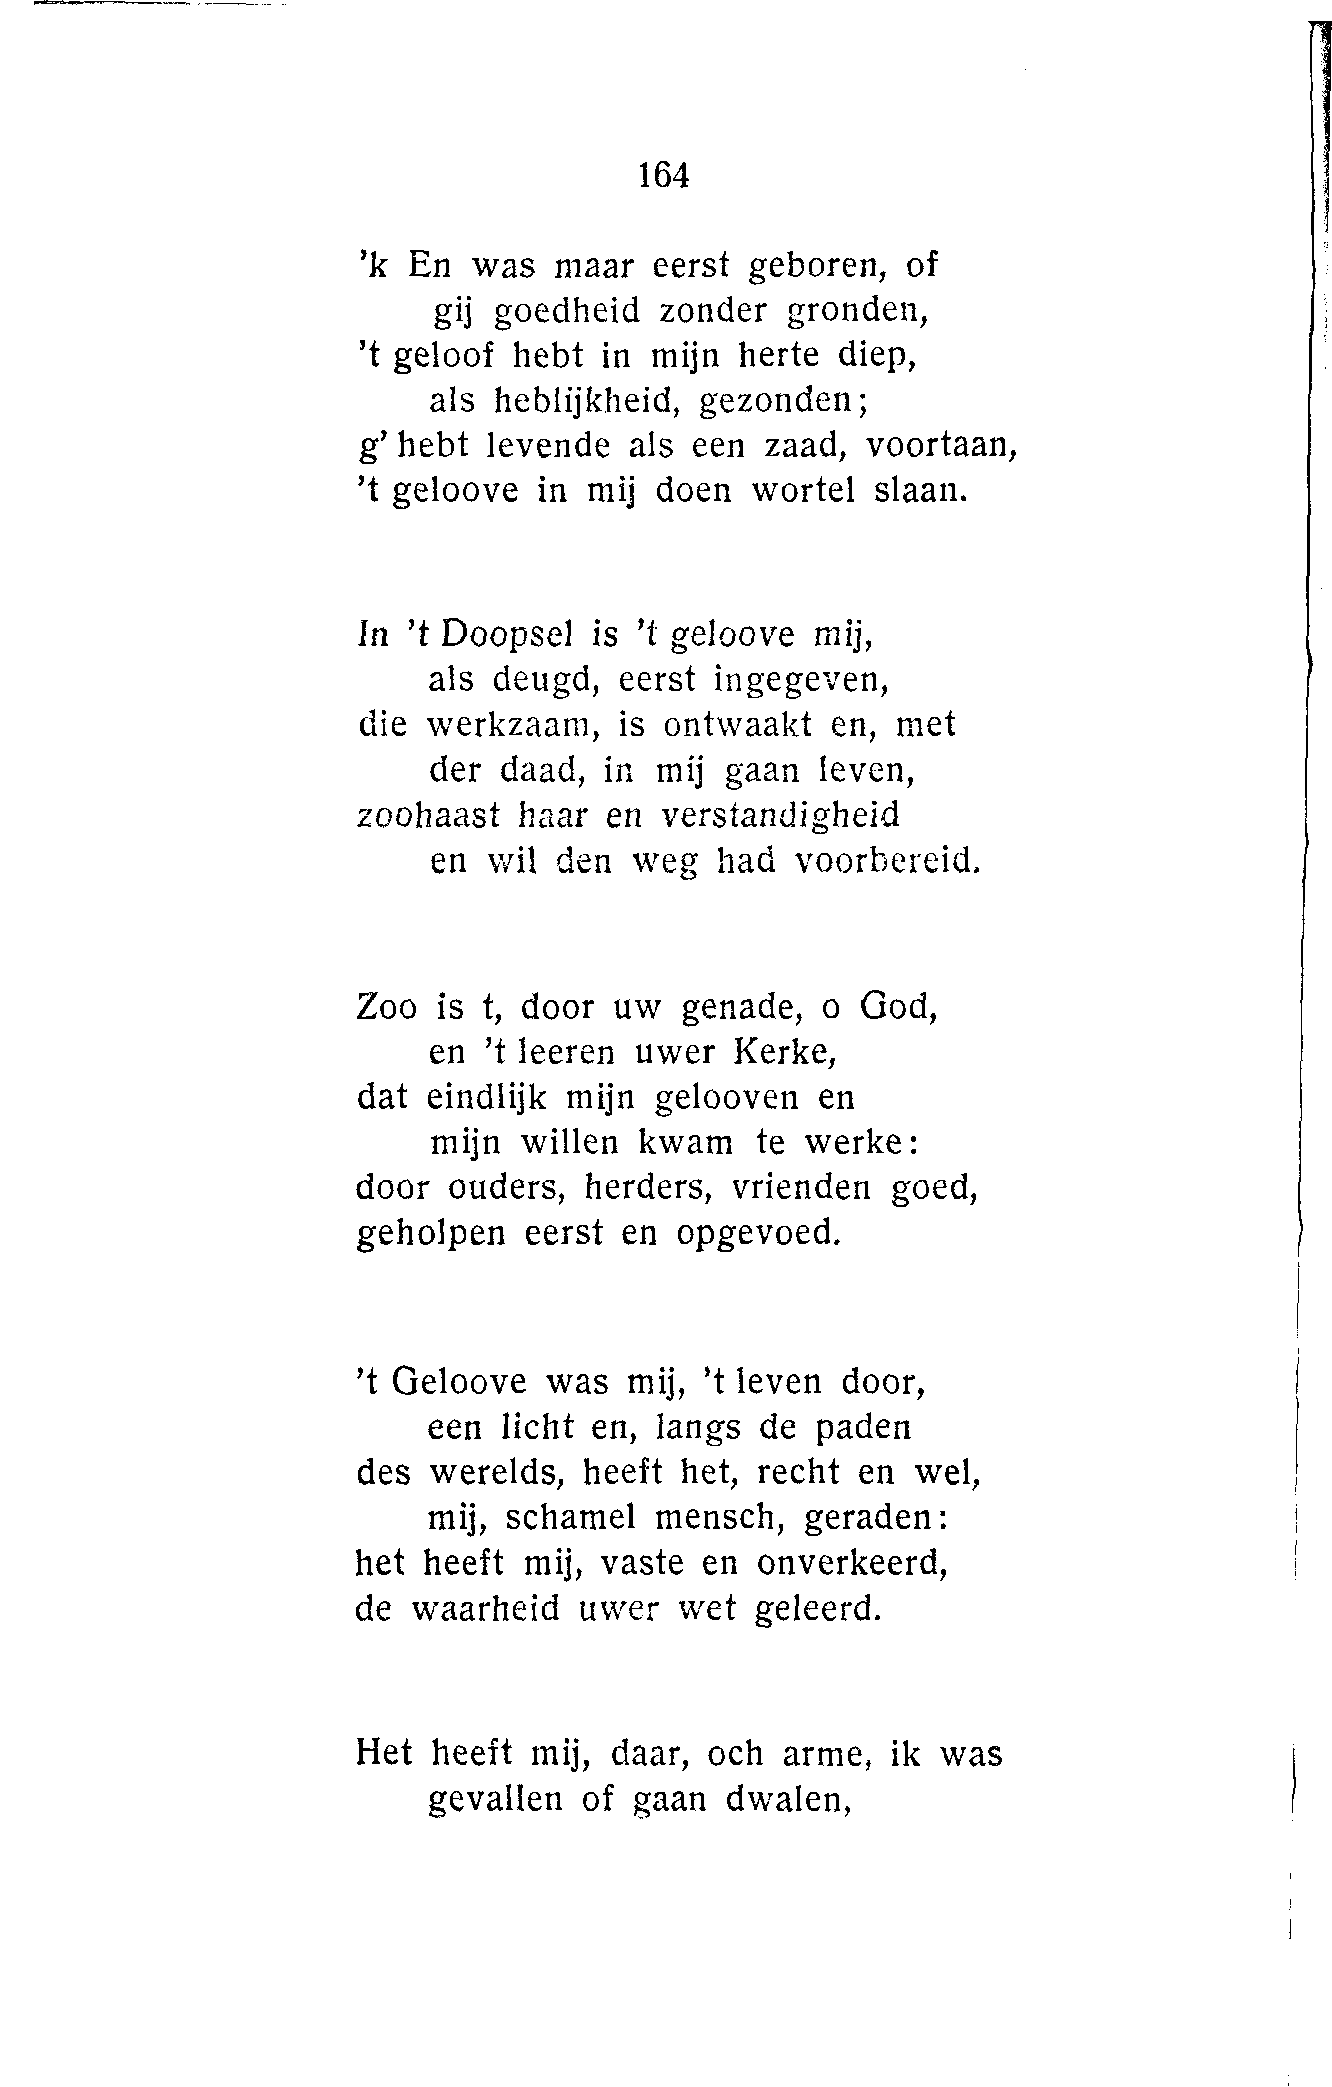 164
’k En was maar eerst geboren, of
gij goedheid zonder gronden,
’t geloof hebt in mijn herte diep,
als heblijkheid, gezonden;
g’ hebt levende als een zaad, voortaan,
’t geloove in mij doen wortel slaan.
In ’t Doopsel is ’t geloove mij,
als deugd, eerst ingegeven,
die werkzaam, is ontwaakt en, met
der daad, in mij gaan leven,
zoohaast haar en verstandigheid
en wil den weg had voorbereid.
Zoo is t, door uw genade, o God,
en ’t leeren uwer Kerke,
dat eindlijk mijn gelooven en
mijn willen kwam te werke:
door ouders, herders, vrienden goed,
geholpen eerst en opgevoed.
’t Geloove was mij, ’t leven door,
een licht en, langs de paden
des werelds, heeft het, recht en wel,
mij, schamel mensch, geraden:
het heeft mij, vaste en onverkeerd,
de waarheid uwer wet geleerd.
Het heeft mij, daar, och arme, ik was
gevallen of gaan dwalen,